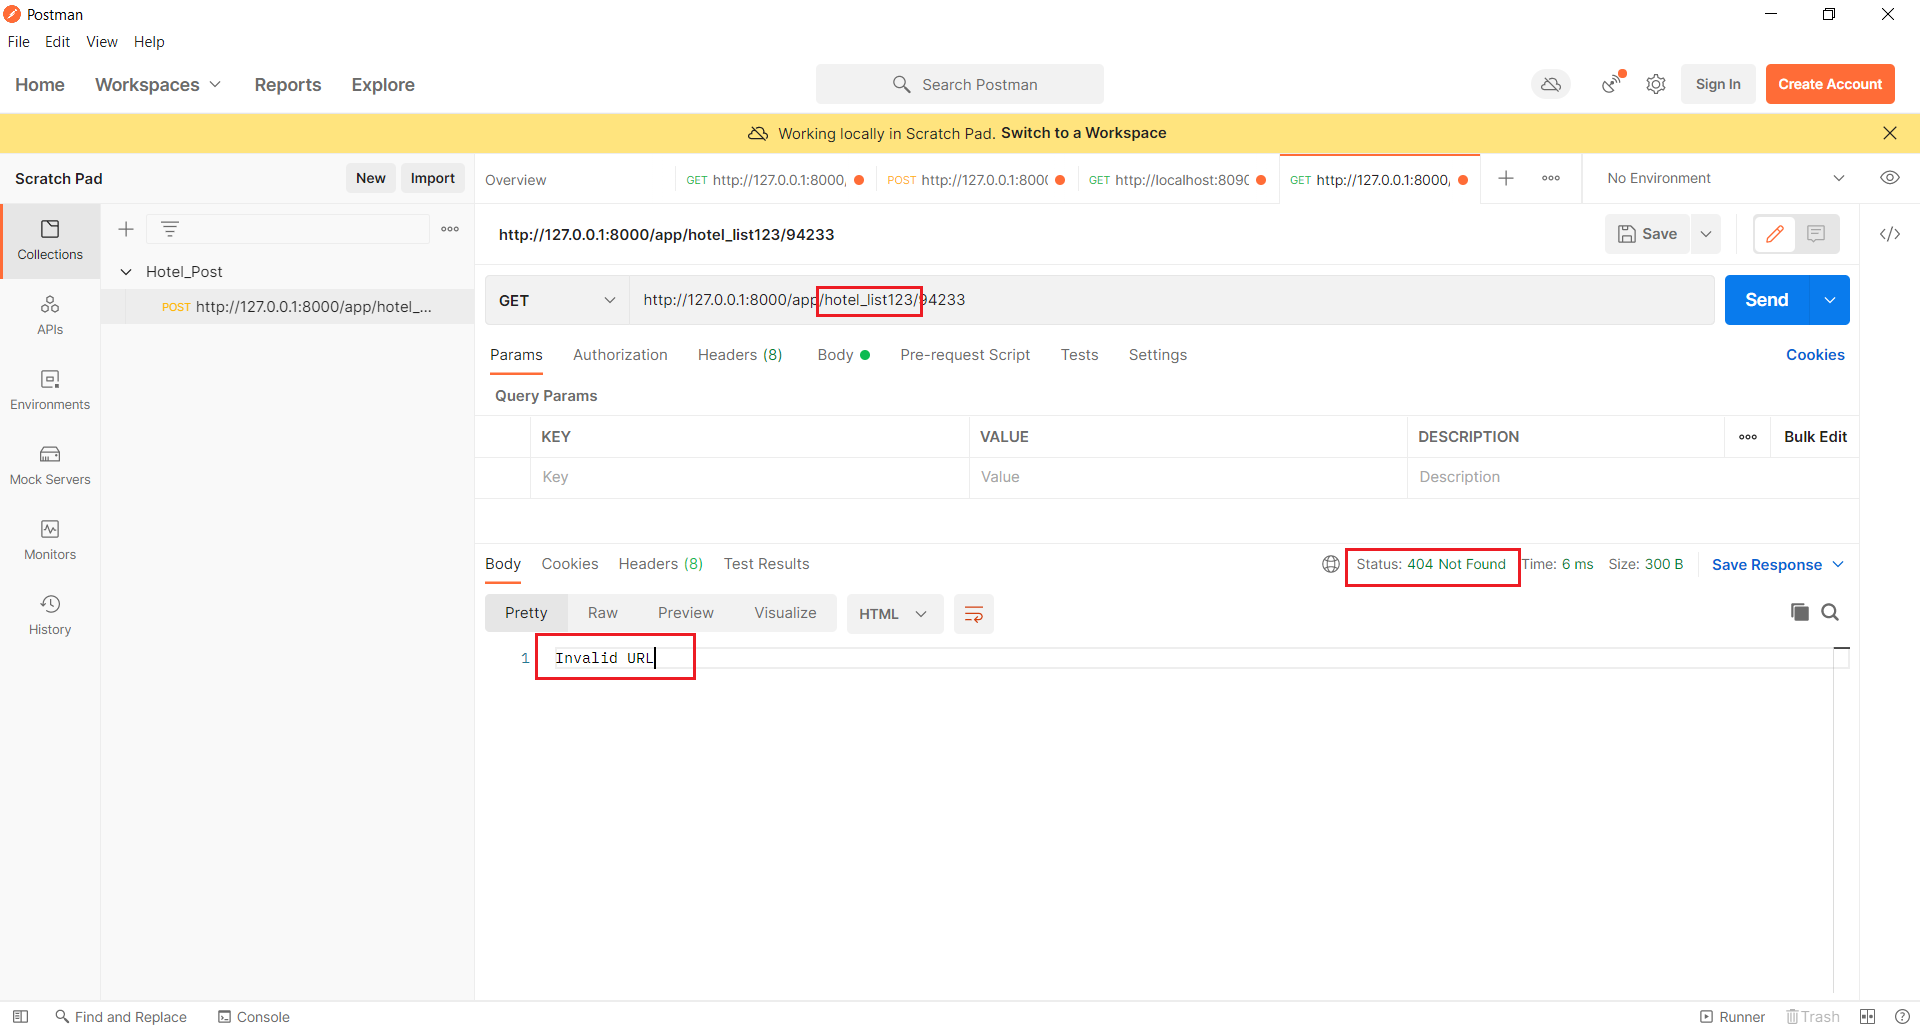 Postman
File Edit View Help
Home Workspaces Reports Explore Search Postman Sign In Create Account
Working locally in Scratch Pad. Switch to a Workspace
Scratch Pad New Import Overview GET http://127.0.0.1:8000, POST http://127.0.0.1:800( GET http://localhost:809( GET http://127.0.0.1:8000, No Environment
Collections
http://127.0.0.1:8000/app/hotel_list123/94233 Save
Hotel_Post
POST http://127.0.0.1:8000/app/hotel_...
APIs
Environments
Mock Servers
Monitors
History
GET http://127.0.0.1:8000/app/hotel_list123/94233 Send
Params Authorization Headers (8) Body Pre-request Script Tests Settings Cookies
Query Params
KEY VALUE DESCRIPTION Bulk Edit
Key Value Description
Body Cookies Headers (8) Test Results Status: 404 Not Found Time: 6 ms Size: 300 B Save Response
Pretty Raw Preview Visualize HTML
1 Invalid URL
Find and Replace Console Runner Trash